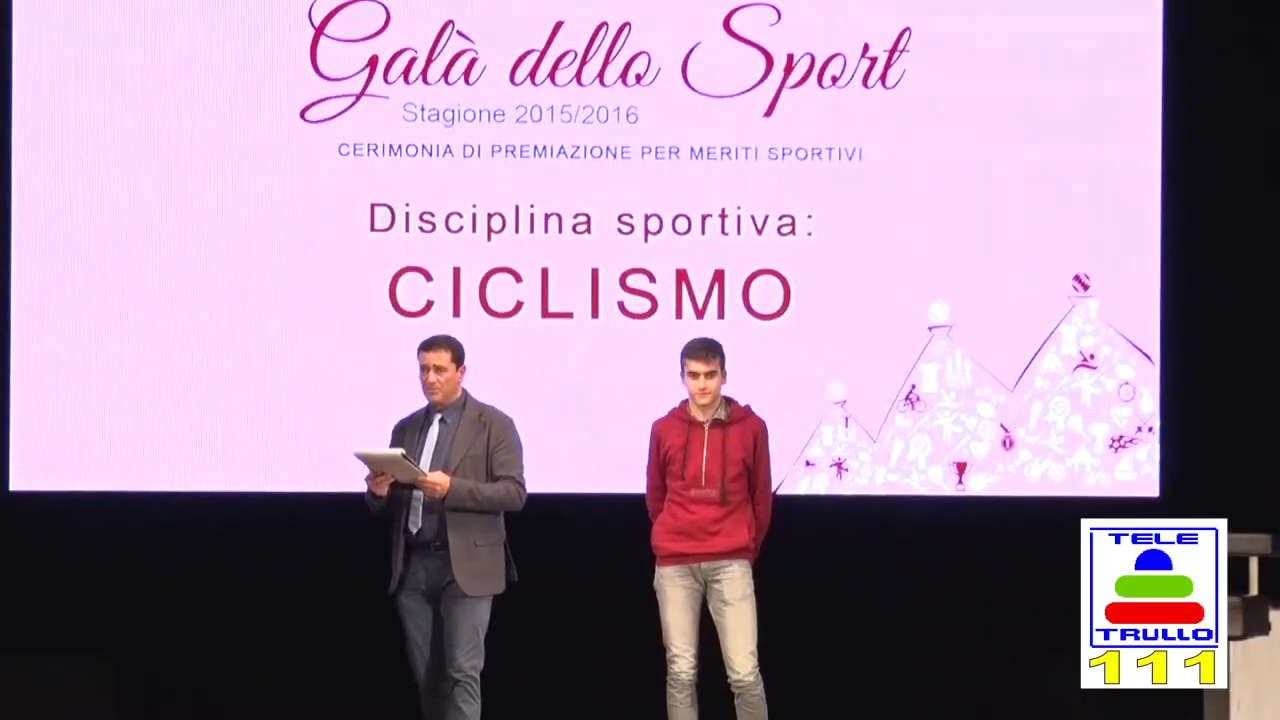 Galà dello Sport
Stagione 2015/2016
CERIMONIA DI PREMIAZIONE PER MERITI SPORTIVI
Disciplina sportiva:
CICLISMO
TELE
TRULLO
111